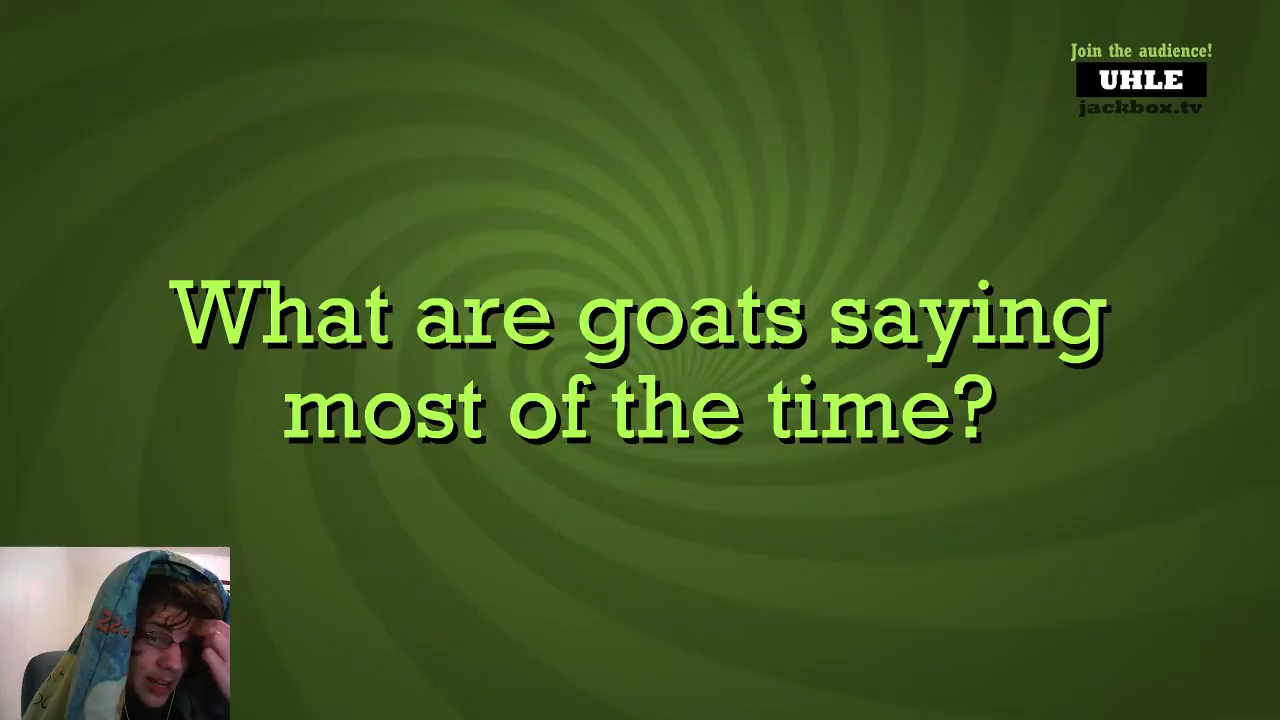 Join the audience!
UHLE
jackbox.tv
What are goats saying
most of the time?